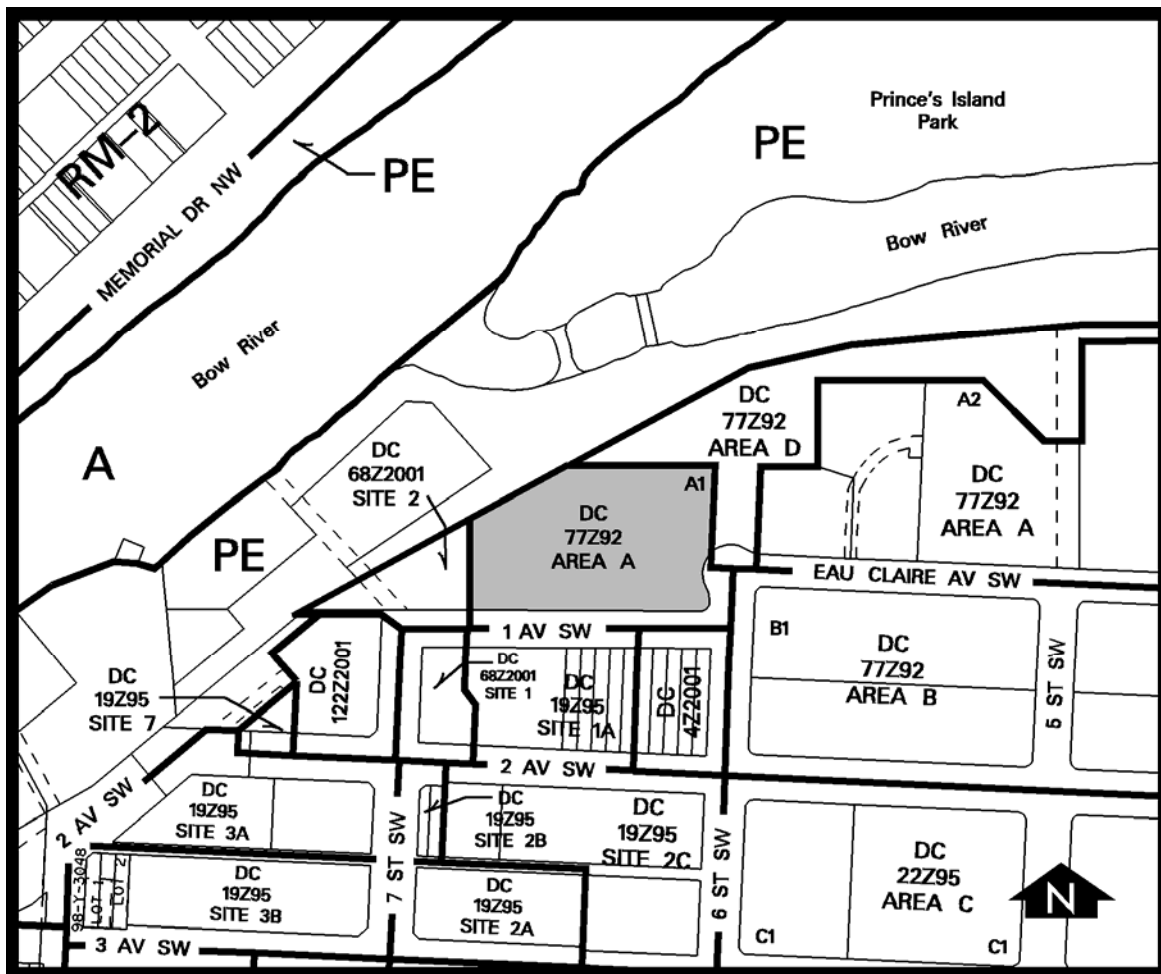 Prince's Island
Park
PE
RM-2
PE
MEMORIAL DR NW
Bow River
Bow River
A
DC
77Z92
AREA D
A2
DC
68Z2001
SITE 2
A1
DC
77Z92
AREA A
DC
77Z92
AREA A
PE
EAU CLAIRE AV SW
1 AV SW
B1
DC
77Z92
AREA B
5 ST SW
DC
68Z2001
SITE 1
DC
122Z2001
DC
19Z95
SITE 7
DC
19Z95
SITE 1A
DC
4Z2001
2 AV SW
2 AV SW
DC
19Z95
SITE 3A
7 ST SW
DC
19Z95
SITE 2B
DC
19Z95
SITE 2C
6 ST SW
DC
22Z95
AREA C
N
98-Y-3048
LOT 1
LOT 2
DC
19Z95
SITE 3B
DC
19Z95
SITE 2A
C1
C1
3 AV SW